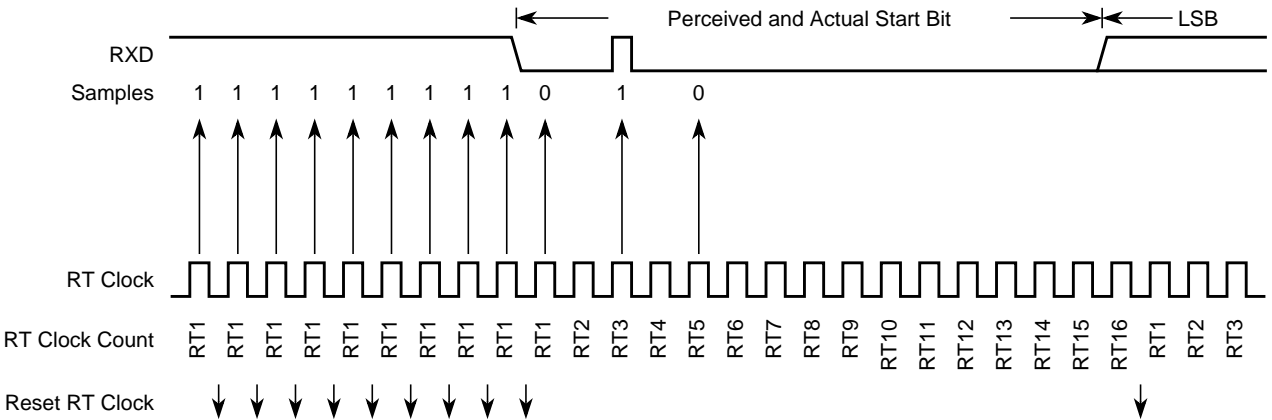 Perceived and Actual Start Bit LSB
RXD
Samples 1 1 1 1 1 1 1 1 1 0 1 0
RT Clock
RT Clock Count RT1 RT1 RT1 RT1 RT1 RT1 RT1 RT1 RT1 RT1 RT2 RT3 RT4 RT5 RT6 RT7 RT8 RT9 RT10 RT11 RT12 RT13 RT14 RT15 RT16 RT1 RT2 RT3
Reset RT Clock